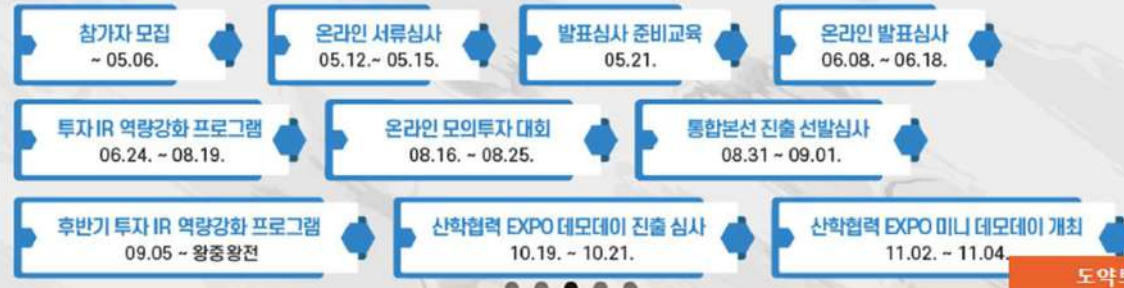 참가자 모집
~ 05.06.
온라인 서류심사
05.12.~ 05.15.
발표심사 준비교육
05.21.
온라인 발표심사
06.08. ~ 06.18.
투자 IR 역량강화 프로그램
06.24. ~ 08.19.
온라인 모의투자 대회
08.16. ~ 08.25.
통합본선 진출 선발심사
08.31 ~ 09.01.
후반기 투자 IR 역량강화 프로그램
09.05 ~ 왕중왕전
산학협력 EXPO 데모데이 진출 심사
10.19. ~ 10.21.
산학협력 EXPO 미니 데모데이 개최
11.02. ~ 11.04.
도약